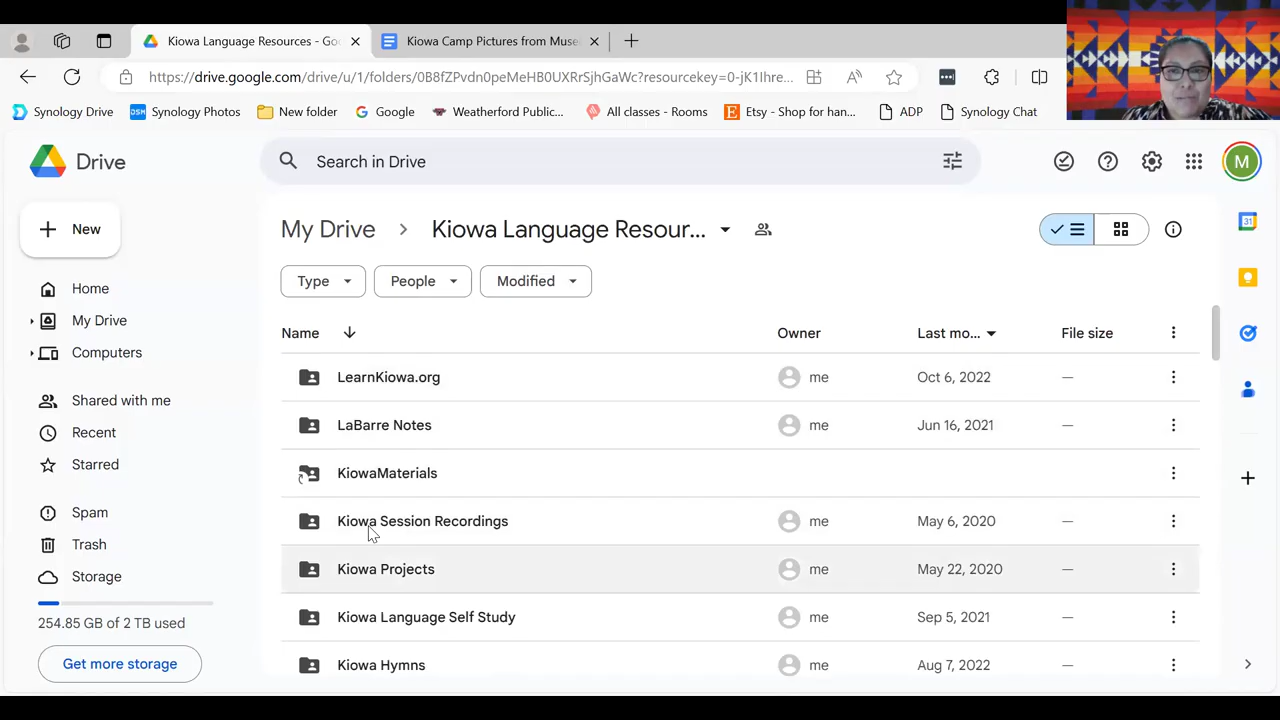 Kiowa Language Resources - Go
Kiowa Camp Pictures from Muse
https://drive.google.com/drive/u/1/folders/0B8fZPvdn0peMeHB0UXRrSjhGaWc?resourcekey=0-jK1Ihre...
Synology Drive
DSM Synology Photos
New folder
Google
Weatherford Public...
All classes - Rooms
Etsy - Shop for han...
ADP
Synology Chat
Drive
Search in Drive
M
New
My Drive > Kiowa Language Resour...
Type
People
Modified
Home
My Drive
Computers
Shared with me
Recent
Starred
Spam
Trash
Storage
254.85 GB of 2 TB used
Get more storage
Name Owner Last mo... File size
LearnKiowa.org me Oct 6, 2022 —
LaBarre Notes me Jun 16, 2021 —
KiowaMaterials
Kiowa Session Recordings me May 6, 2020 —
Kiowa Projects me May 22, 2020 —
Kiowa Language Self Study me Sep 5, 2021 —
Kiowa Hymns me Aug 7, 2022 —
31